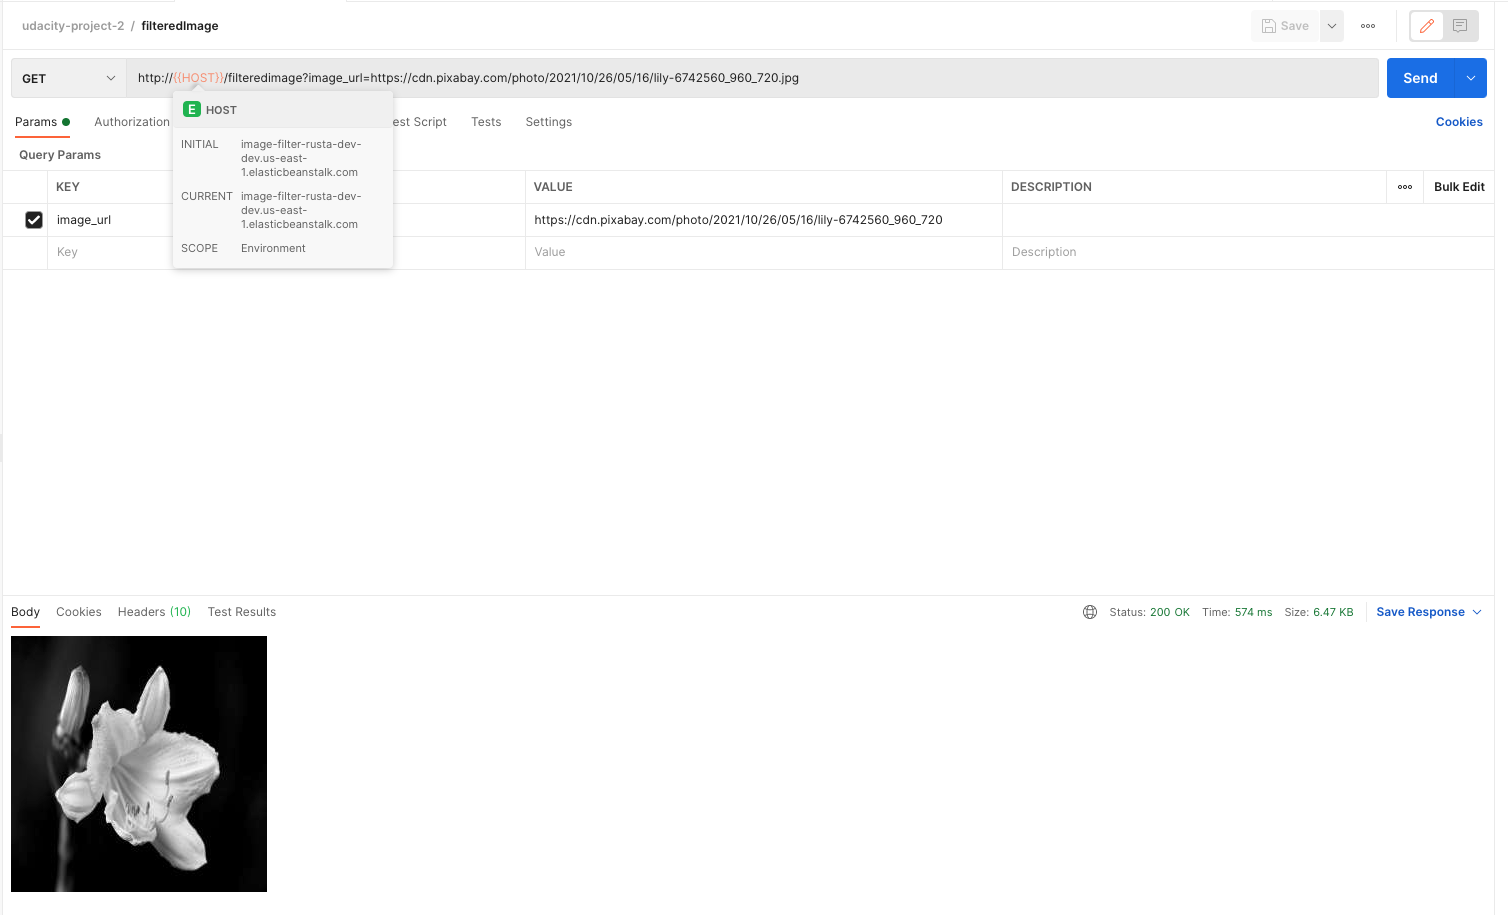 udacity-project-2 / filteredImage
Save
GET
http://{{HOST}}/filteredimage?image_url=https://cdn.pixabay.com/photo/2021/10/26/05/16/lily-6742560_960_720.jpg
Send
E HOST
INITIAL image-filter-rusta-dev-
dev.us-east-
1.elasticbeanstalk.com
CURRENT image-filter-rusta-dev-
dev.us-east-
1.elasticbeanstalk.com
SCOPE Environment
Params Authorization est Script Tests Settings Cookies
Query Params
KEY VALUE DESCRIPTION Bulk Edit
image_url https://cdn.pixabay.com/photo/2021/10/26/05/16/lily-6742560_960_720
Key Value Description
Body Cookies Headers (10) Test Results Status: 200 OK Time: 574 ms Size: 6.47 KB Save Response